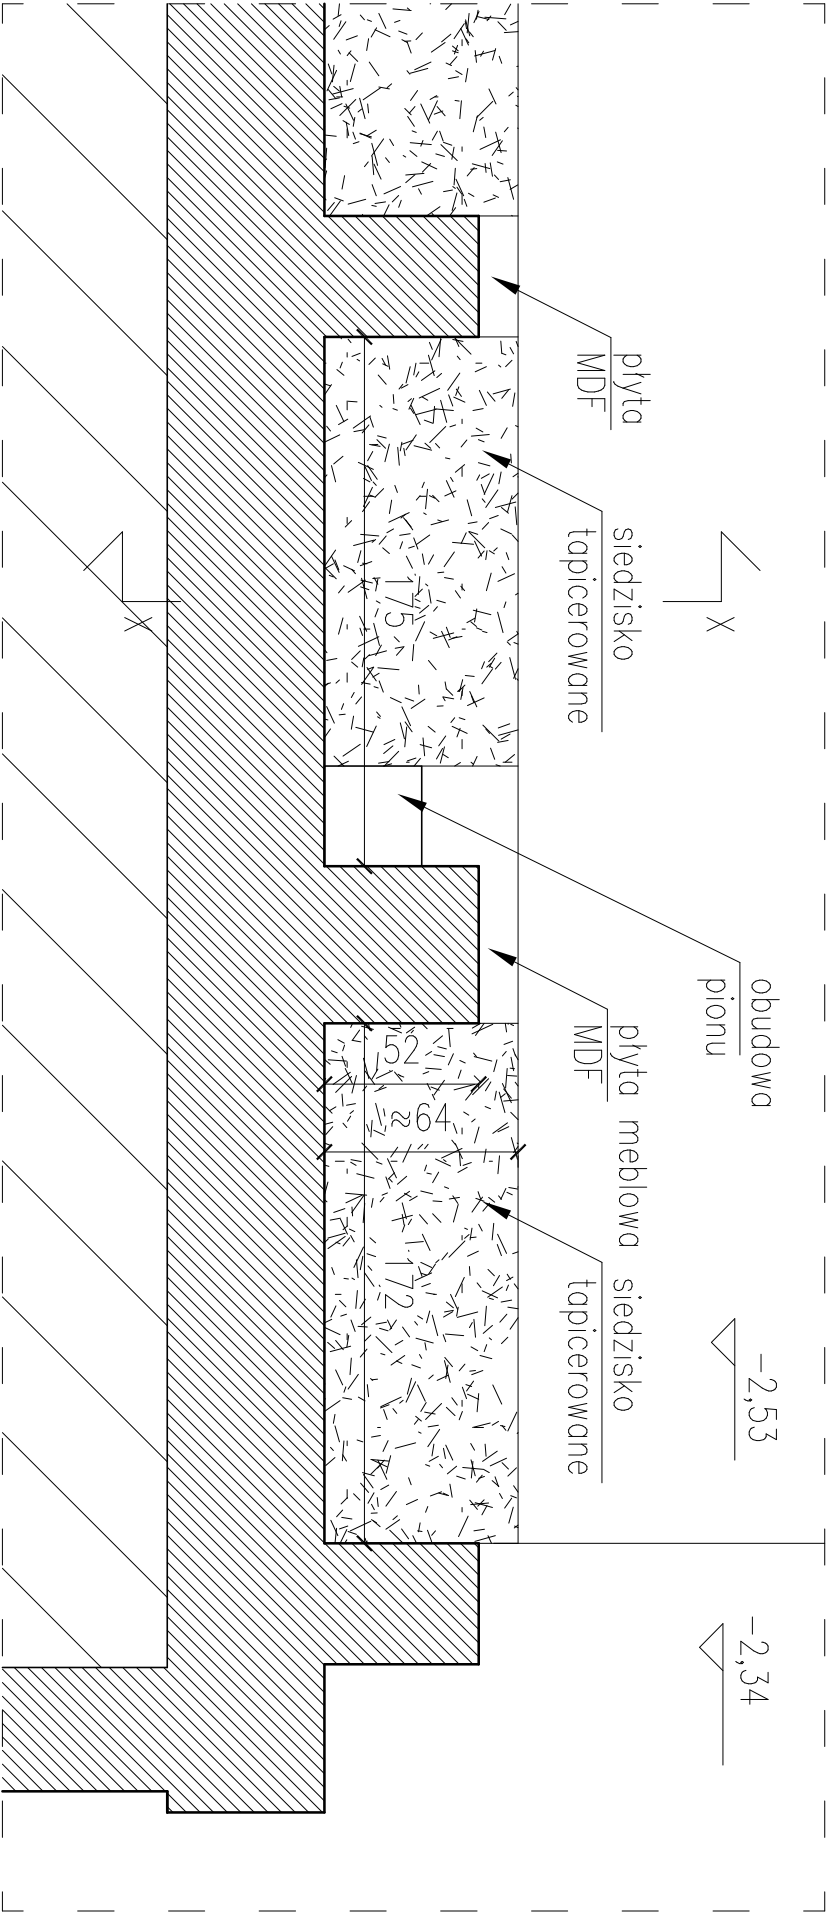 płyta
MDF
siedzisko
tapicerowane
X
X
175
obudowa
pionu
płyta meblowa
MDF
52
≈64
siedzisko
tapicerowane
172
-2,53
-2,34